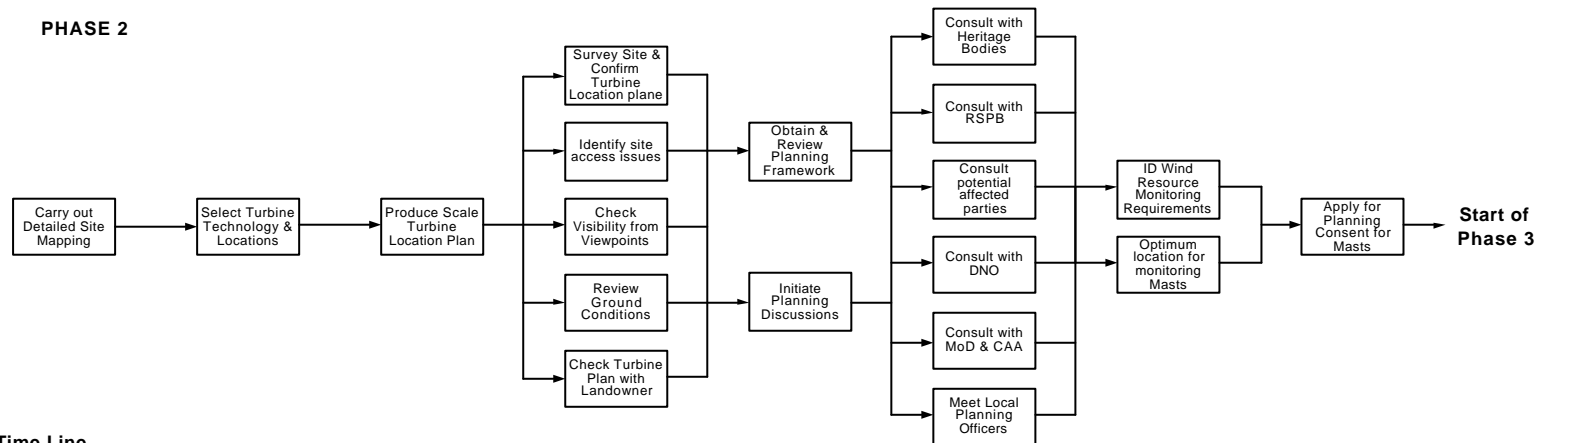 PHASE 2
Carry out
Detailed Site
Mapping
Select Turbine
Technology &
Locations
Produce Scale
Turbine
Location Plan
Survey Site &
Confirm
Turbine
Location plane
Identify site
access issues
Check
Visibility from
Viewpoints
Review
Ground
Conditions
Check Turbine
Plan with
Landowner
Obtain &
Review
Planning
Framework
Initiate
Planning
Discussions
Consult with
Heritage
Bodies
Consult with
RSPB
Consult
potential
affected
parties
Consult with
DNO
Consult with
MoD & CAA
Meet Local
Planning
Officers
ID Wind
Resource
Monitoring
Requirements
Optimum
location for
monitoring
Masts
Apply for
Planning
Consent for
Masts
Start of
Phase 3
Time Line